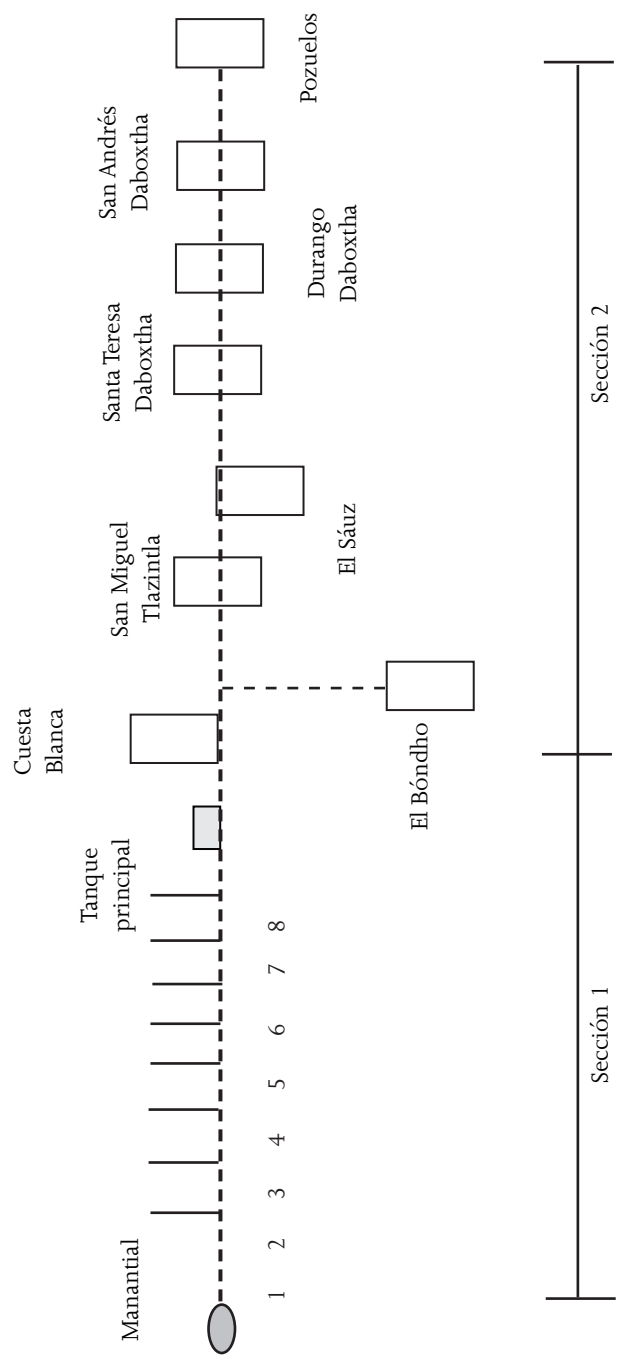 Manantial
Tanque
principal
Cuesta
Blanca
San Miguel
Tlazintla
Santa Teresa
Daboxtha
San Andrés
Daboxtha
1 2 3 4 5 6 7 8
El Sáuz
Durango
Daboxtha
Pozuelos
El Bóndho
Sección 1
Sección 2